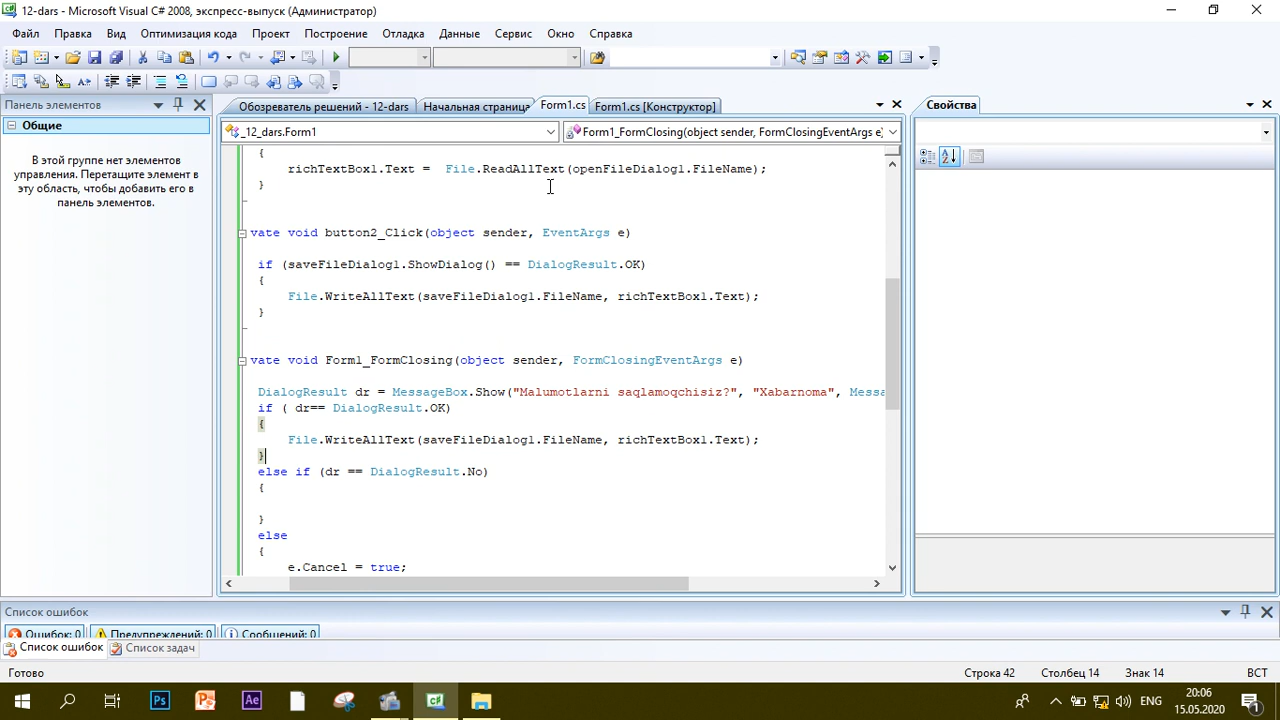 12-dars - Microsoft Visual C# 2008, экспресс-выпуск (Администратор)
Файл Правка Вид Оптимизация кода Проект Построение Отладка Данные Сервис Окно Справка
Панель элементов
Обозреватель решений - 12-dars Начальная страница Form1.cs Form1.cs [Конструктор]
Свойства
Общие
_12_dars.Form1 Form1_FormClosing(object sender, FormClosingEventArgs e)
В этой группе нет элементов
управления. Перетащите элемент в
эту область, чтобы добавить его в
панель элементов.
{
richTextBox1.Text =  File.ReadAllText(openFileDialog1.FileName);
}
vate void button2_Click(object sender, EventArgs e)
if (saveFileDialog1.ShowDialog() == DialogResult.OK)
{
File.WriteAllText(saveFileDialog1.FileName, richTextBox1.Text);
}
vate void Form1_FormClosing(object sender, FormClosingEventArgs e)
DialogResult dr = MessageBox.Show("Malumotlarni saqlamoqchisiz?", "Xabarnoma", Messa
if ( dr== DialogResult.OK)
{
File.WriteAllText(saveFileDialog1.FileName, richTextBox1.Text);
}
else if (dr == DialogResult.No)
{
}
else
{
e.Cancel = true;
Список ошибок
Ошибок: 0 Предупреждений: 0 Сообщений: 0
Список ошибок Список задач
Готово Строка 42 Столбец 14 Знак 14 ВСТ
Ps Ae C# ENG 20:06
15.05.2020
1